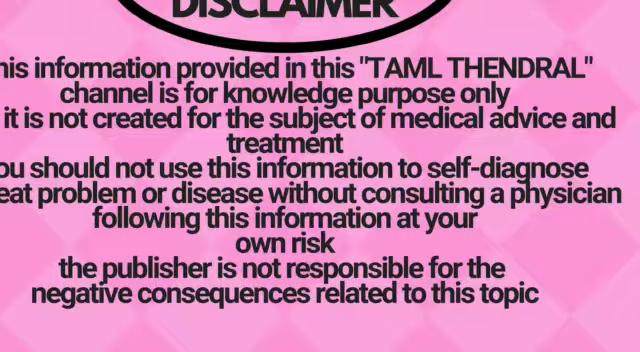 DISCLAIMER
his information provided in this "TAML THENDRAL"
channel is for knowledge purpose only
it is not created for the subject of medical advice and
treatment
ou should not use this information to self-diagnose
eat problem or disease without consulting a physician
following this information at your
own risk
the publisher is not responsible for the
negative consequences related to this topic